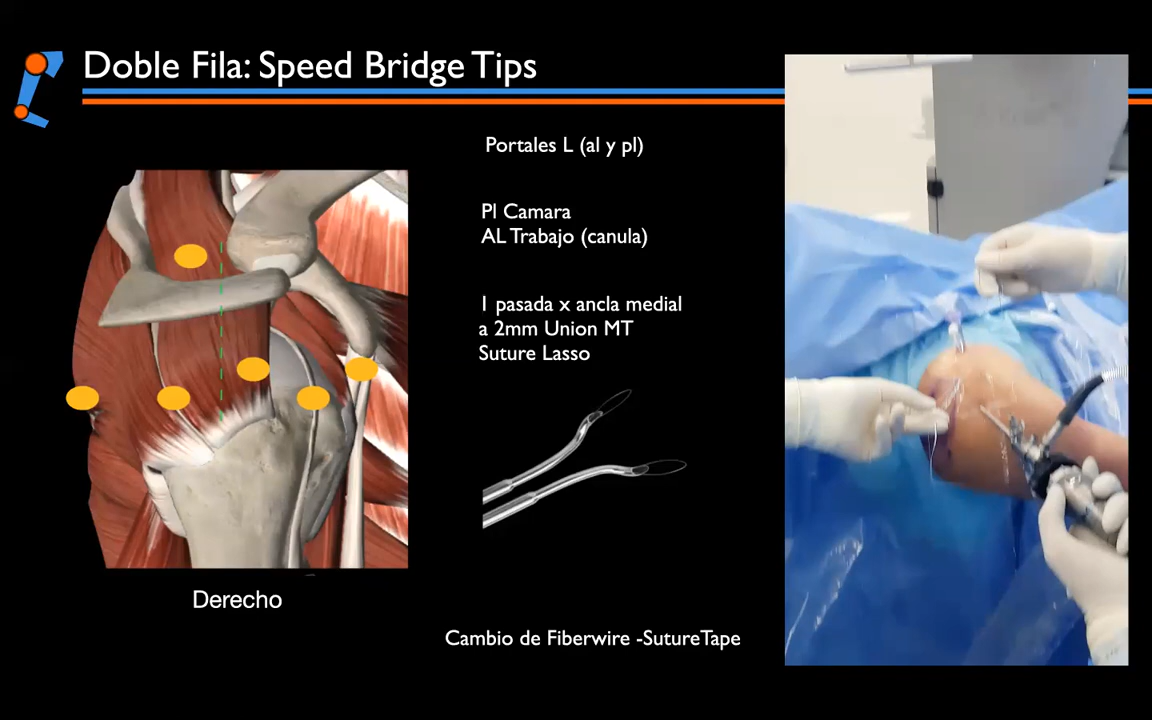 Doble Fila: Speed Bridge Tips
Portales L (al y pl)
Pl Camara
AL Trabajo (canula)
1 pasada x ancla medial
a 2mm Union MT
Suture Lasso
Derecho
Cambio de Fiberwire -SutureTape